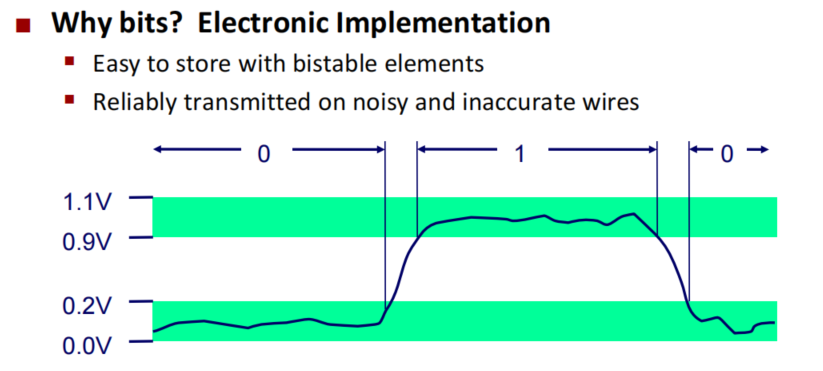 Why bits? Electronic Implementation
Easy to store with bistable elements
Reliably transmitted on noisy and inaccurate wires
0 1 0
1.1V
0.9V
0.2V
0.0V